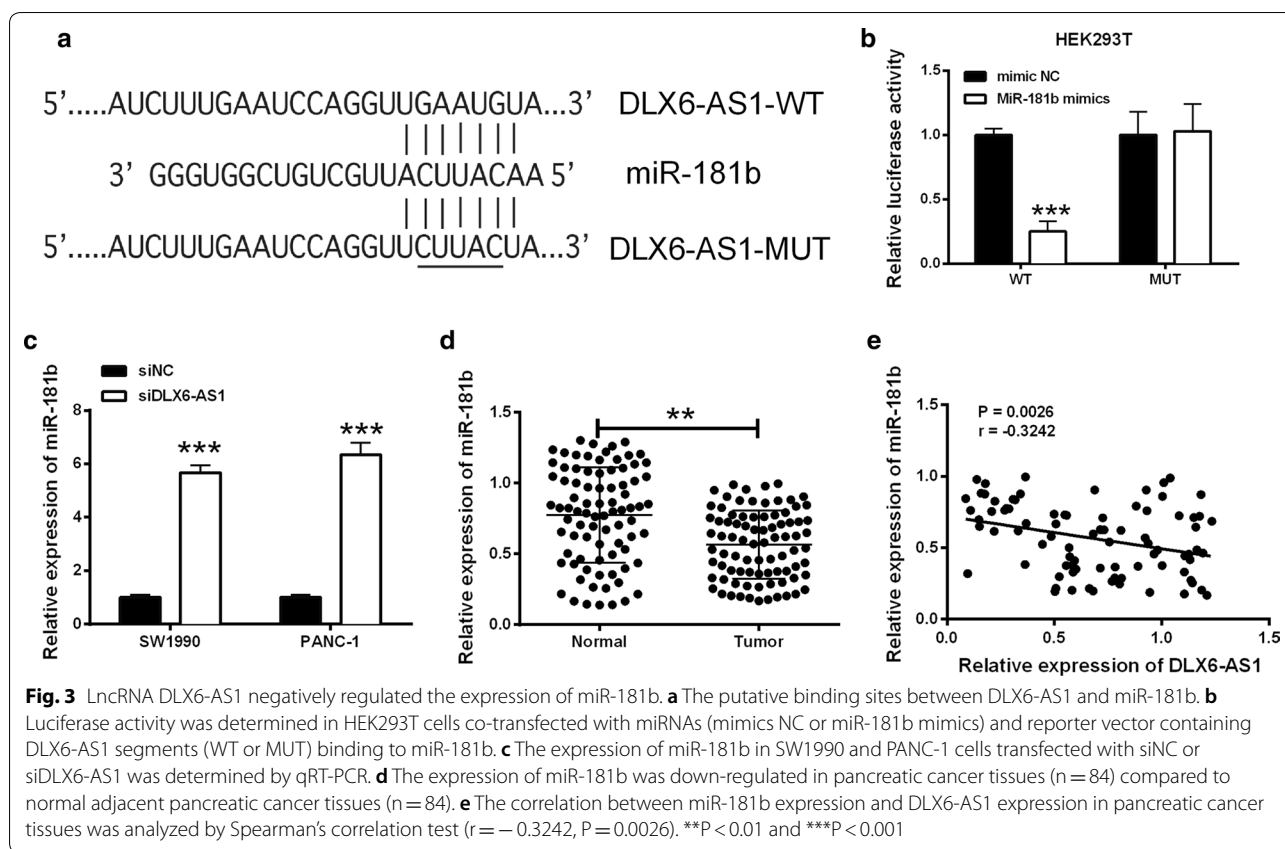 a
5’.....AUCUUUGAAUCCAGGUUGAAUGUA...3’ DLX6-AS1-WT
3’ GGGUGGCUGUCGUUACUUACAA 5’ miR-181b
5’.....AUCUUUGAAUCCAGGUUCUUACUA...3’ DLX6-AS1-MUT
b
HEK293T
Relative luciferase activity
1.5
1.0
0.5
0.0
mimic NC
MiR-181b mimics
***
WT
MUT
c
siNC
siDLX6-AS1
Relative expression of miR-181b
8
6
4
2
0
***
***
SW1990
PANC-1
d
Relative expression of miR-181b
1.5
1.0
0.5
0.0
**
Normal
Tumor
e
Relative expression of miR-181b
1.5
1.0
0.5
0.0
P = 0.0026
r = -0.3242
0.0
0.5
1.0
1.5
Relative expression of DLX6-AS1
Fig. 3 LncRNA DLX6-AS1 negatively regulated the expression of miR-181b. a The putative binding sites between DLX6-AS1 and miR-181b. b
Luciferase activity was determined in HEK293T cells co-transfected with miRNAs (mimics NC or miR-181b mimics) and reporter vector containing
DLX6-AS1 segments (WT or MUT) binding to miR-181b. c The expression of miR-181b in SW1990 and PANC-1 cells transfected with siNC or
siDLX6-AS1 was determined by qRT-PCR. d The expression of miR-181b was down-regulated in pancreatic cancer tissues (n = 84) compared to
normal adjacent pancreatic cancer tissues (n = 84). e The correlation between miR-181b expression and DLX6-AS1 expression in pancreatic cancer
tissues was analyzed by Spearman’s correlation test (r = − 0.3242, P = 0.0026). **P < 0.01 and ***P < 0.001